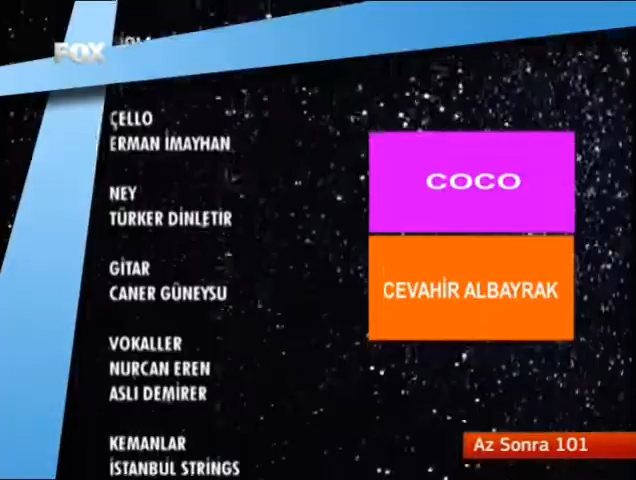 FOX
ÇELLO
ERMAN İMAYHAN
NEY
TÜRKER DİNLETİR
GİTAR
CANER GÜNEYSU
VOKALLER
NURCAN EREN
ASLI DEMİRER
KEMANLAR
İSTANBUL STRINGS
COCO
CEVAHİR ALBAYRAK
Az Sonra 101